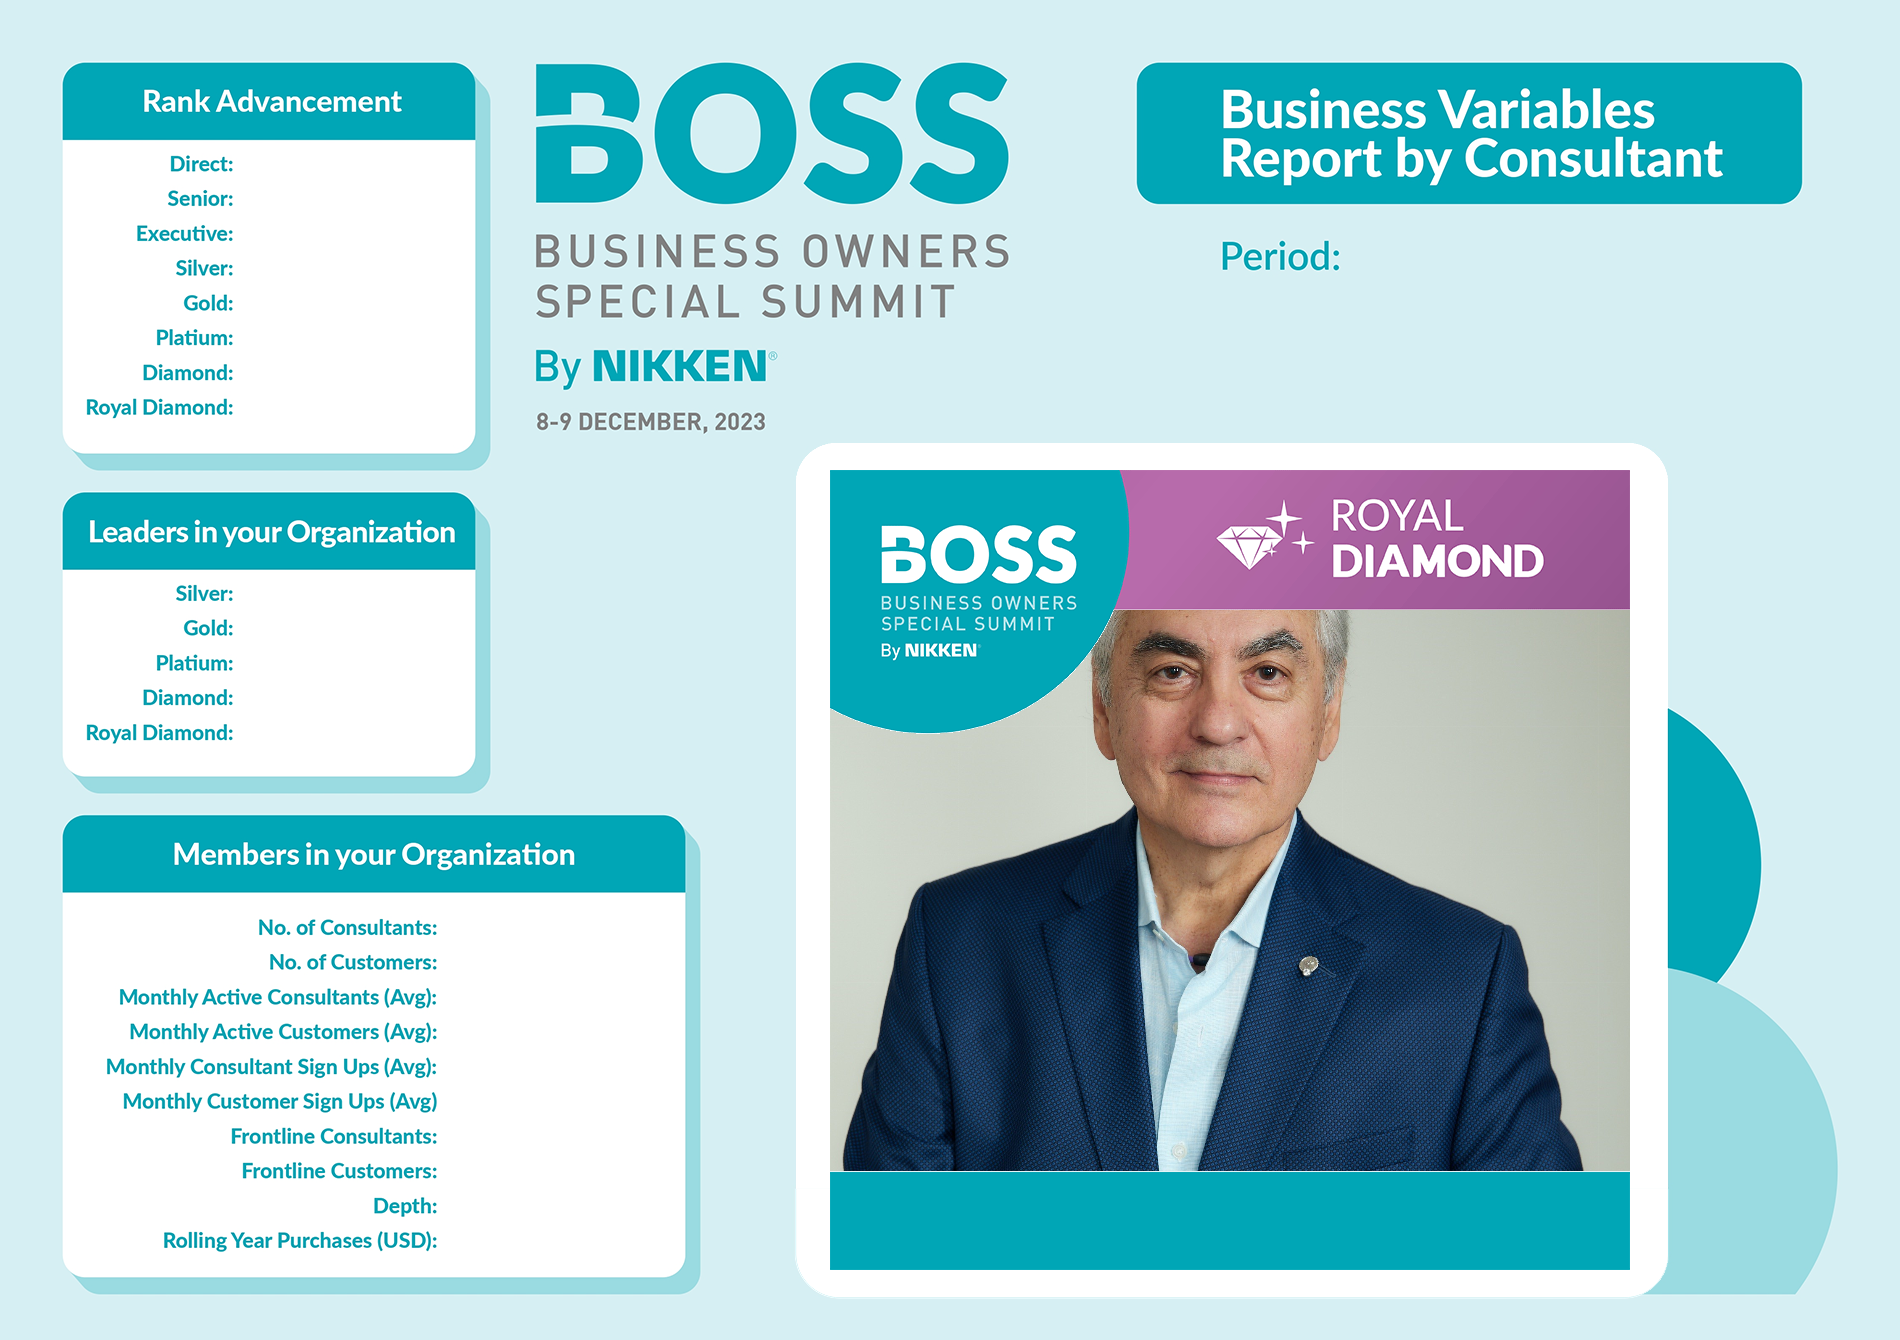 Rank Advancement
Direct:
Senior:
Executive:
Silver:
Gold:
Platium:
Diamond:
Royal Diamond:
Leaders in your Organization
Silver:
Gold:
Platium:
Diamond:
Royal Diamond:
Members in your Organization
No. of Consultants:
No. of Customers:
Monthly Active Consultants (Avg):
Monthly Active Customers (Avg):
Monthly Consultant Sign Ups (Avg):
Monthly Customer Sign Ups (Avg)
Frontline Consultants:
Frontline Customers:
Depth:
Rolling Year Purchases (USD):
BOSS
BUSINESS OWNERS
SPECIAL SUMMIT
By NIKKEN®
8-9 DECEMBER, 2023
Business Variables
Report by Consultant
Period:
BOSS
BUSINESS OWNERS
SPECIAL SUMMIT
By NIKKEN
ROYAL
DIAMOND